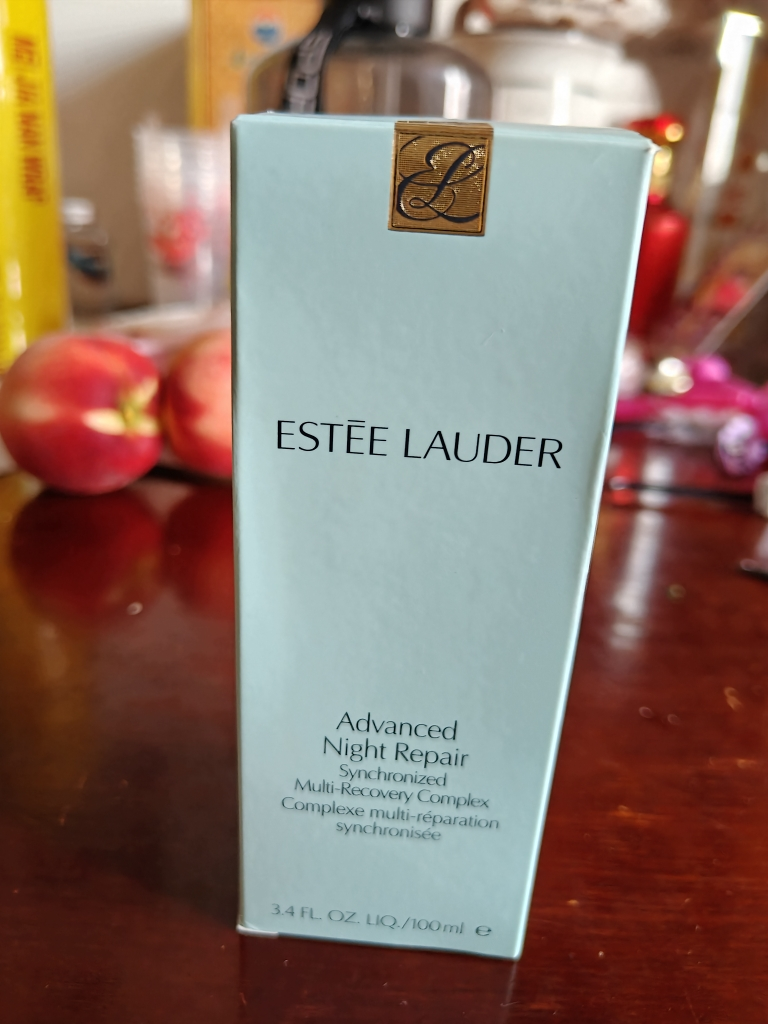 ESTĒE LAUDER
Advanced
Night Repair
Synchronized
Multi-Recovery Complex
Complexe multi-réparation
synchronisée
3.4 FL. OZ. LIQ./100 ml ℮